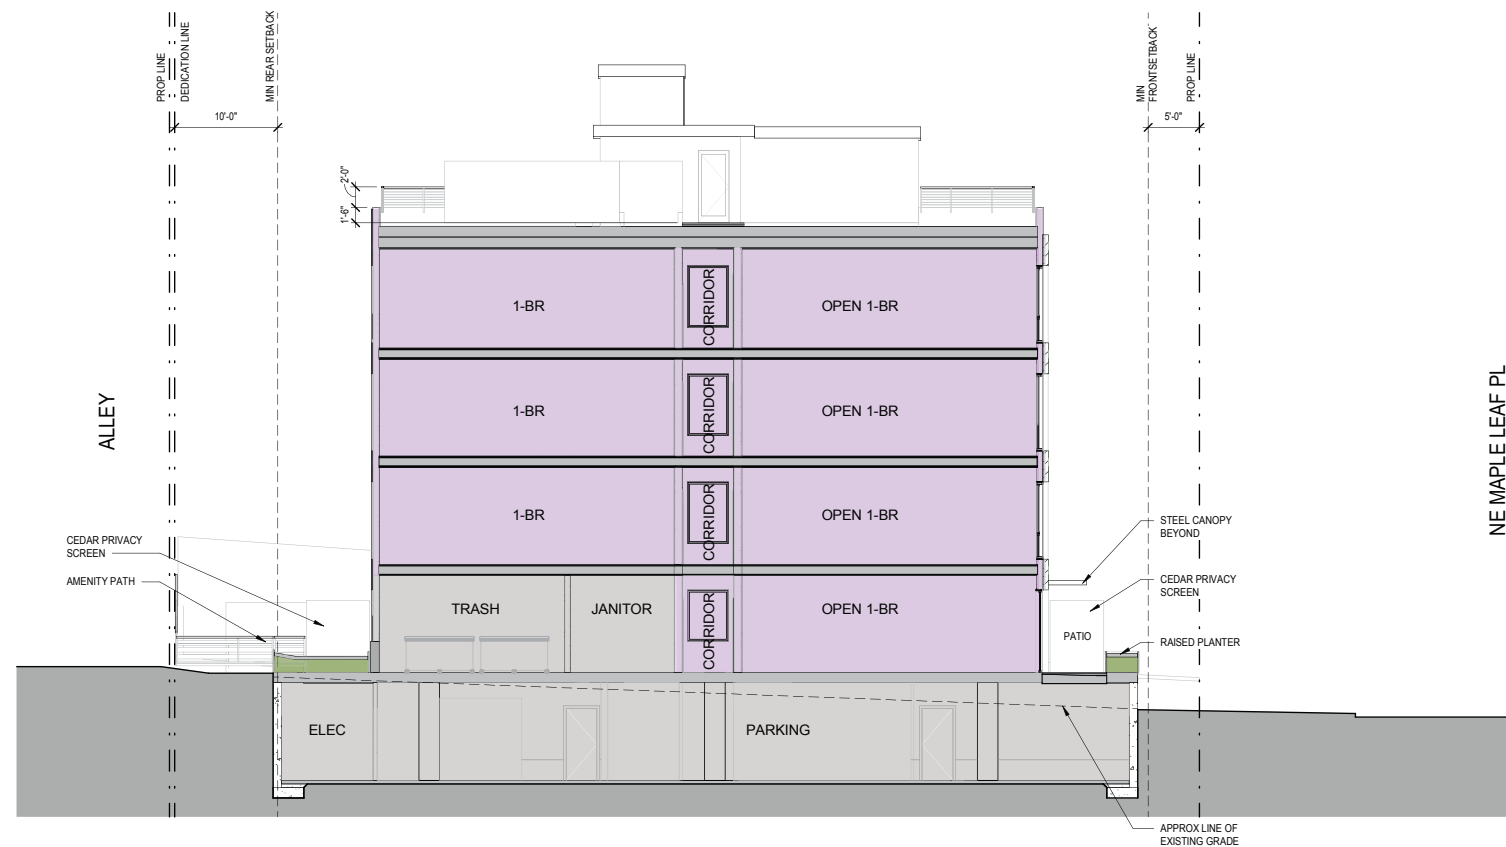 PROP LINE
DEDICATION LINE
MIN REAR SETBACK
MIN
FRONTSETBACK
PROP LINE
10'-0"
5'-0"
2'-0"
1'-6"
1-BR
CORRIDOR
OPEN 1-BR
1-BR
CORRIDOR
OPEN 1-BR
ALLEY
NE MAPLE LEAF PL
1-BR
CORRIDOR
OPEN 1-BR
STEEL CANOPY
BEYOND
CEDAR PRIVACY
SCREEN
AMENITY PATH
TRASH
JANITOR
CORRIDOR
OPEN 1-BR
CEDAR PRIVACY
SCREEN
PATIO
RAISED PLANTER
ELEC
PARKING
APPROX LINE OF
EXISTING GRADE